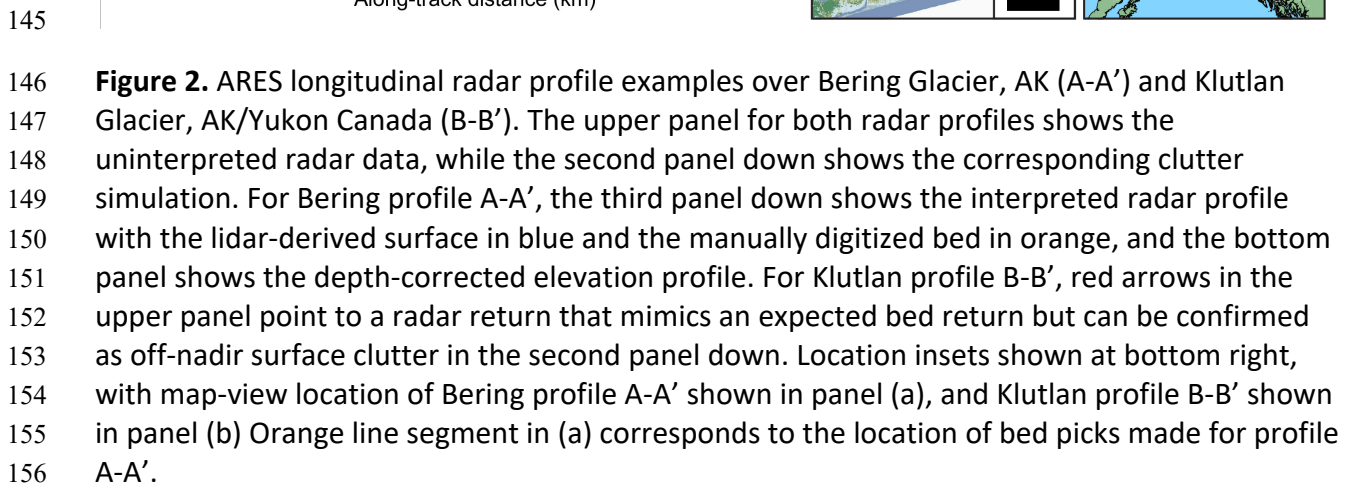 Along-track distance (km)
145
146 Figure 2. ARES longitudinal radar profile examples over Bering Glacier, AK (A-A’) and Klutlan
147 Glacier, AK/Yukon Canada (B-B’). The upper panel for both radar profiles shows the
148 uninterpreted radar data, while the second panel down shows the corresponding clutter
149 simulation. For Bering profile A-A’, the third panel down shows the interpreted radar profile
150 with the lidar-derived surface in blue and the manually digitized bed in orange, and the bottom
151 panel shows the depth-corrected elevation profile. For Klutlan profile B-B’, red arrows in the
152 upper panel point to a radar return that mimics an expected bed return but can be confirmed
153 as off-nadir surface clutter in the second panel down. Location insets shown at bottom right,
154 with map-view location of Bering profile A-A’ shown in panel (a), and Klutlan profile B-B’ shown
155 in panel (b) Orange line segment in (a) corresponds to the location of bed picks made for profile
156 A-A’.